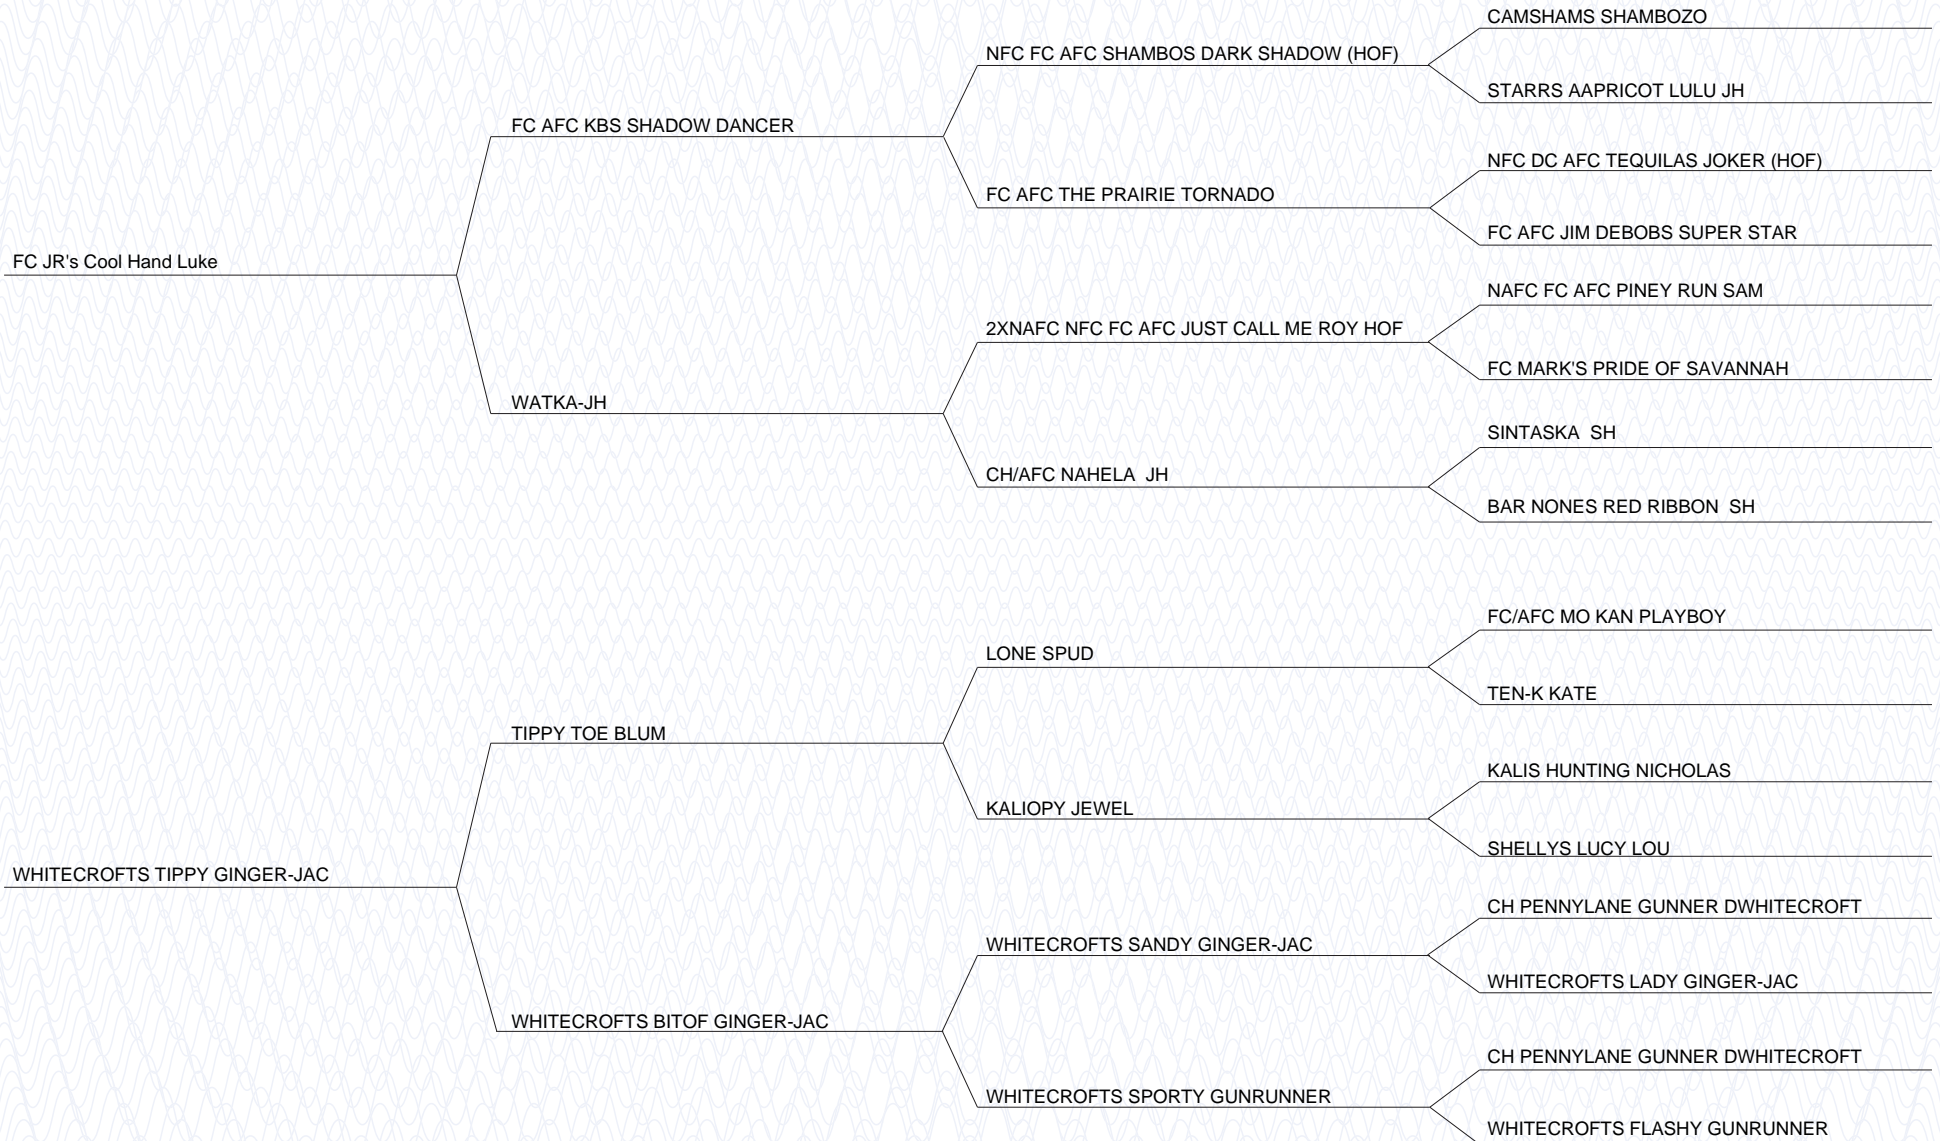 CAMSHAMS SHAMBOZO
NFC FC AFC SHAMBOS DARK SHADOW (HOF)
STARRS AAPRICOT LULU JH
FC AFC KBS SHADOW DANCER
NFC DC AFC TEQUILAS JOKER (HOF)
FC AFC THE PRAIRIE TORNADO
FC AFC JIM DEBOBS SUPER STAR
FC JR's Cool Hand Luke
NAFC FC AFC PINEY RUN SAM
2XNAFC NFC FC AFC JUST CALL ME ROY HOF
FC MARK'S PRIDE OF SAVANNAH
WATKA-JH
SINTASKA  SH
CH/AFC NAHELA  JH
BAR NONES RED RIBBON  SH
FC/AFC MO KAN PLAYBOY
LONE SPUD
TEN-K KATE
TIPPY TOE BLUM
KALIS HUNTING NICHOLAS
KALIOPY JEWEL
SHELLYS LUCY LOU
WHITECROFTS TIPPY GINGER-JAC
CH PENNYLANE GUNNER DWHITECROFT
WHITECROFTS SANDY GINGER-JAC
WHITECROFTS LADY GINGER-JAC
WHITECROFTS BITOF GINGER-JAC
CH PENNYLANE GUNNER DWHITECROFT
WHITECROFTS SPORTY GUNRUNNER
WHITECROFTS FLASHY GUNRUNNER